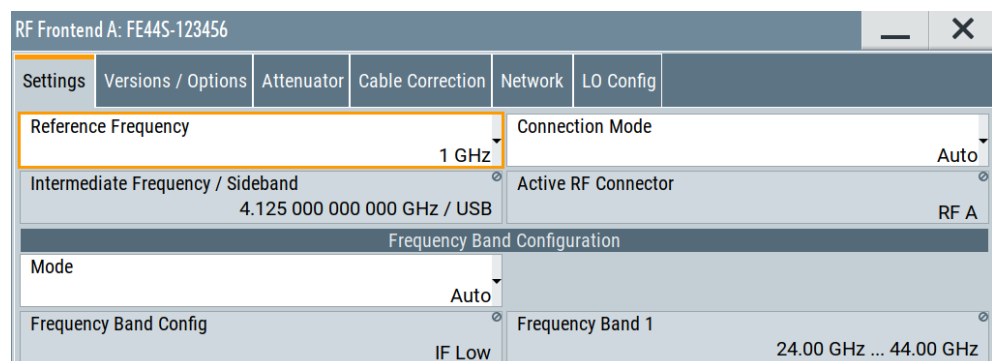 RF Frontend A: FE44S-123456
Settings Versions / Options Attenuator Cable Correction Network LO Config
Reference Frequency
1 GHz
Connection Mode
Auto
Intermediate Frequency / Sideband
4.125 000 000 000 GHz / USB
Active RF Connector
RF A
Frequency Band Configuration
Mode
Auto
Frequency Band Config
IF Low
Frequency Band 1
24.00 GHz ... 44.00 GHz